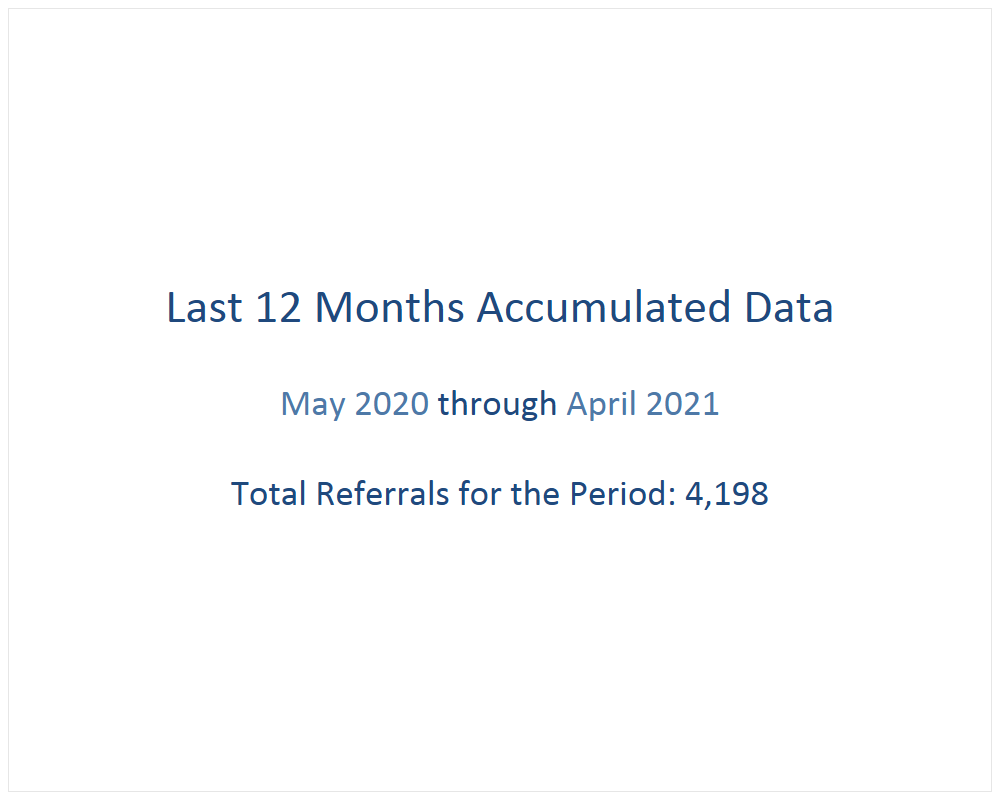 Last 12 Months Accumulated Data
May 2020 through April 2021
Total Referrals for the Period: 4,198